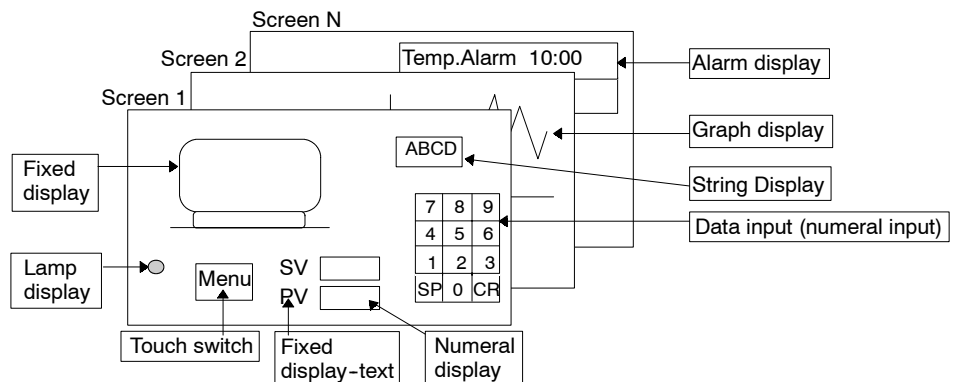 Screen N
Screen 2
Temp.Alarm 10:00
Alarm display
Screen 1
Graph display
ABCD
Fixed
display
String Display
7 8 9
Data input (numeral input)
4 5 6
Lamp
display
1 2 3
SV
Menu
SP 0 CR
PV
Touch switch
Fixed
display-text
Numeral
display